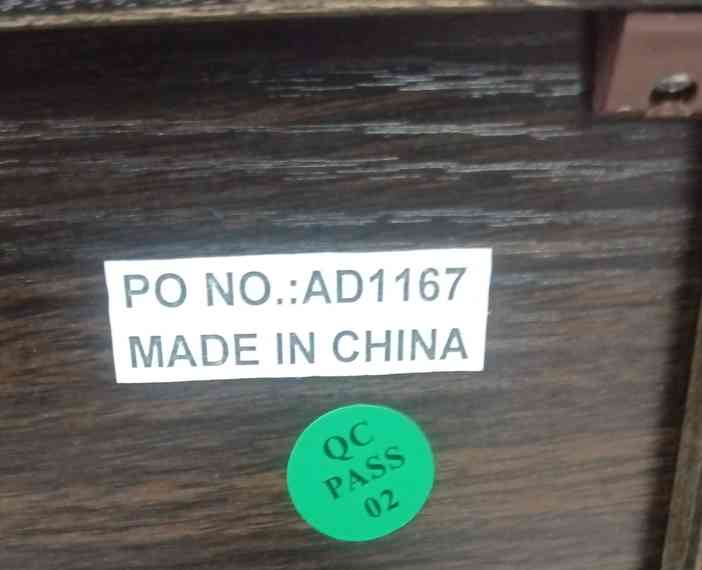 PO NO.:AD1167
MADE IN CHINA
QC
PASS
02